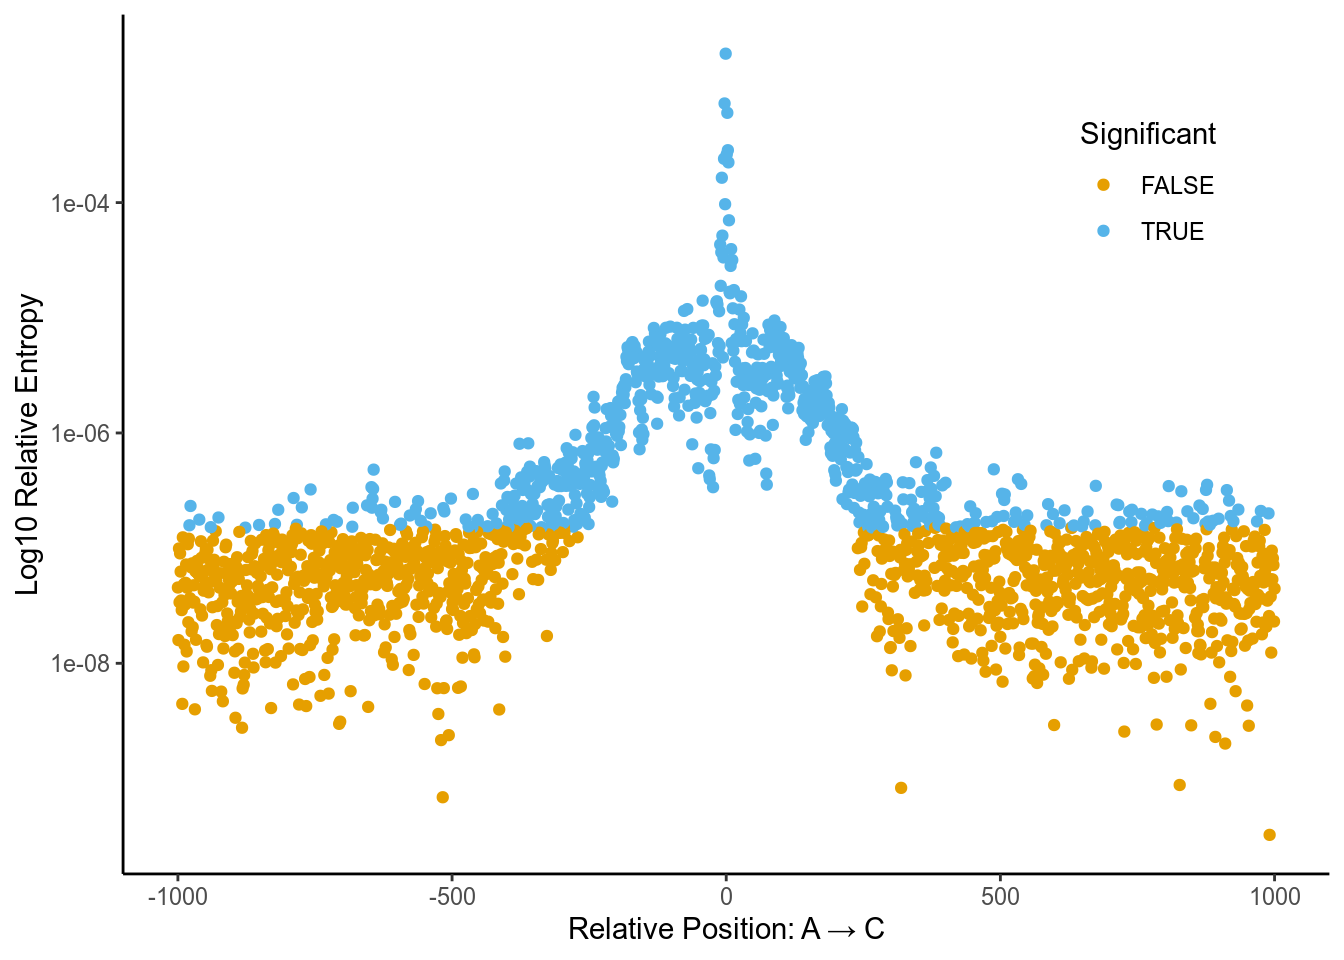 Significant
FALSE
TRUE
Log10 Relative Entropy
1e-04
1e-06
1e-08
-1000
-500
0
500
1000
Relative Position: A → C